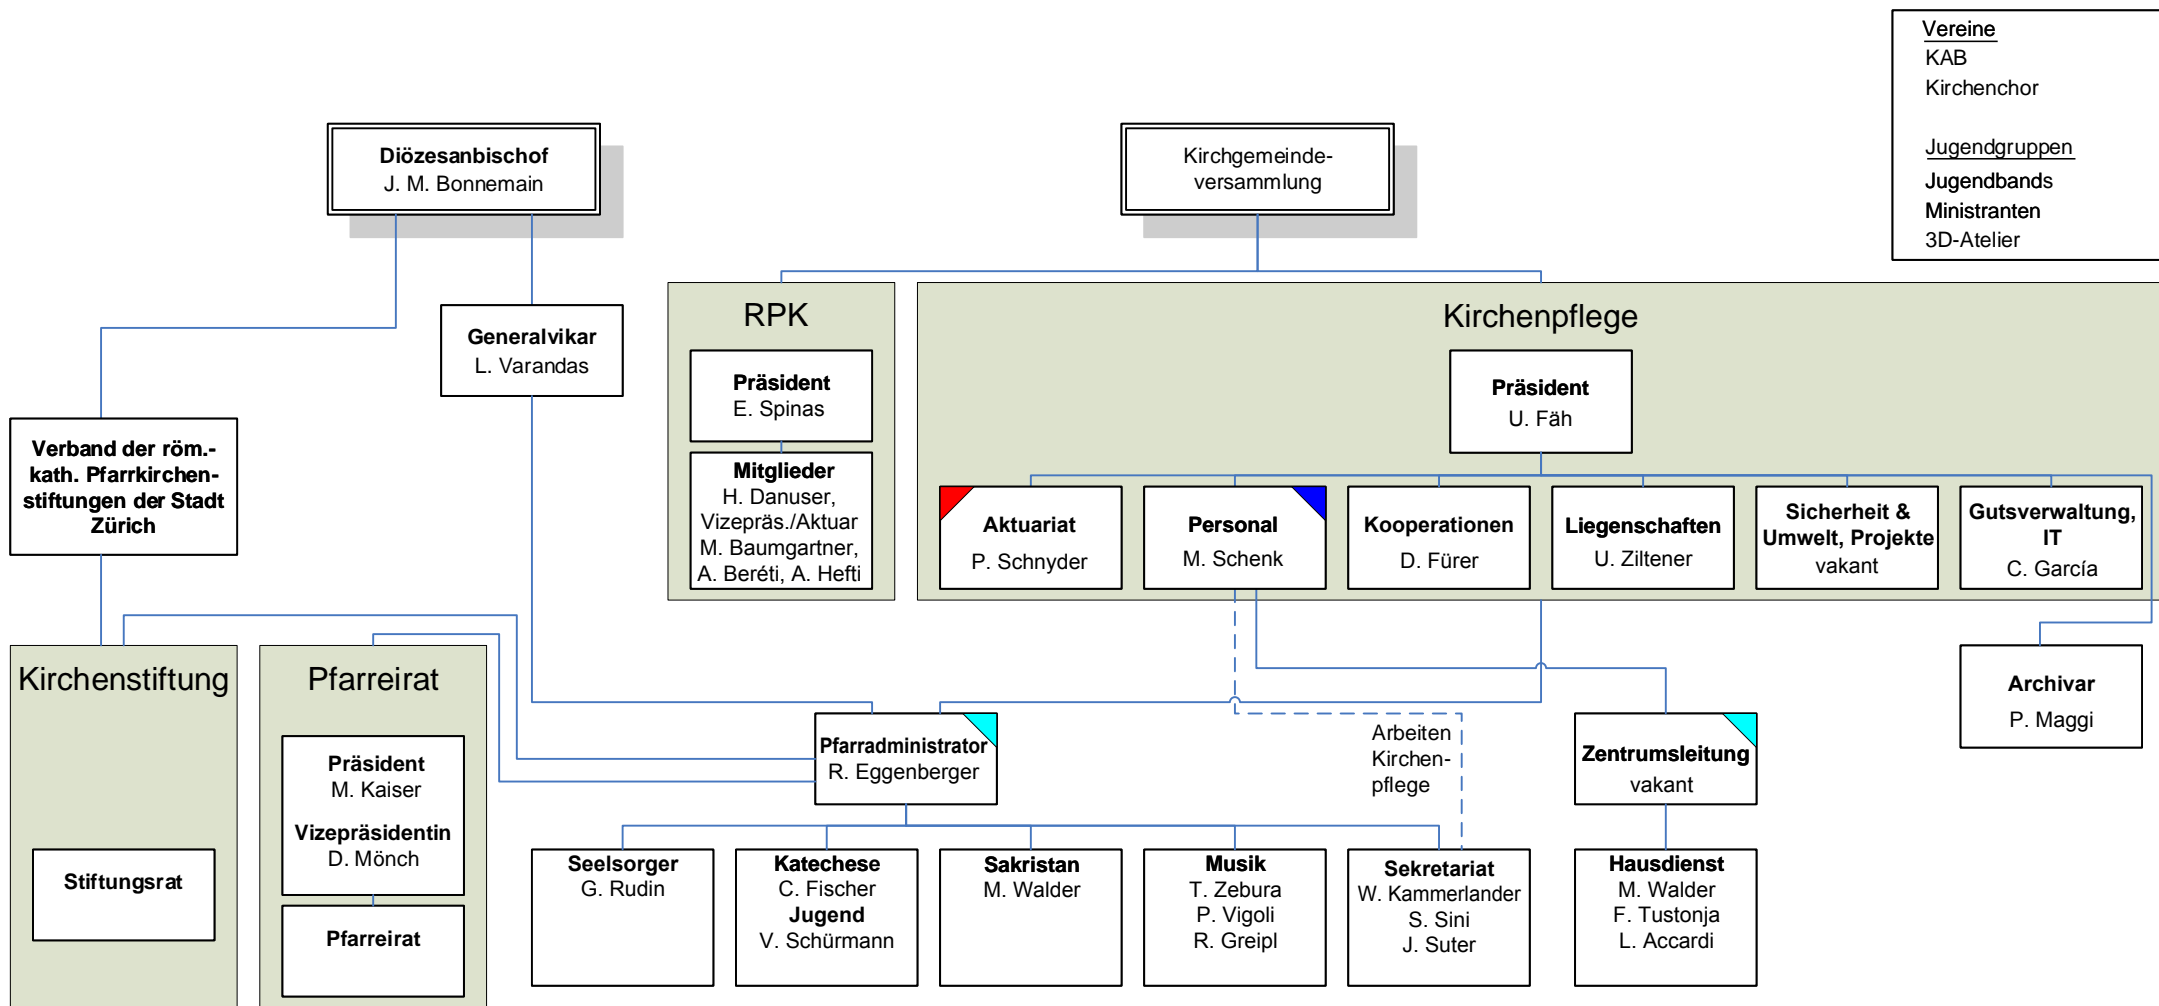 Vereine
KAB
Kirchenchor
Jugendgruppen
Jugendbands
Ministranten
3D-Atelier
Diözesanbischof
J. M. Bonnemain
Kirchgemeinde-
versammlung
Generalvikar
L. Varandas
RPK
Präsident
E. Spinas
Mitglieder
H. Danuser,
Vizepräs./Aktuar
M. Baumgartner,
A. Beréti, A. Hefti
Kirchenpflege
Präsident
U. Fäh
Aktuariat
P. Schnyder
Personal
M. Schenk
Kooperationen
D. Fürer
Liegenschaften
U. Ziltener
Sicherheit &
Umwelt, Projekte
vakant
Gutsverwaltung,
IT
C. García
Verband der röm.-
kath. Pfarrkirchen-
stiftungen der Stadt
Zürich
Kirchenstiftung
Stiftungsrat
Pfarreirat
Präsident
M. Kaiser
Vizepräsidentin
D. Mönch
Pfarreirat
Pfarradministrator
R. Eggenberger
Arbeiten
Kirchen-
pflege
Zentrumsleitung
vakant
Archivar
P. Maggi
Seelsorger
G. Rudin
Katechese
C. Fischer
Jugend
V. Schürmann
Sakristan
M. Walder
Musik
T. Zebura
P. Vigoli
R. Greipl
Sekretariat
W. Kammerlander
S. Sini
J. Suter
Hausdienst
M. Walder
F. Tustonja
L. Accardi